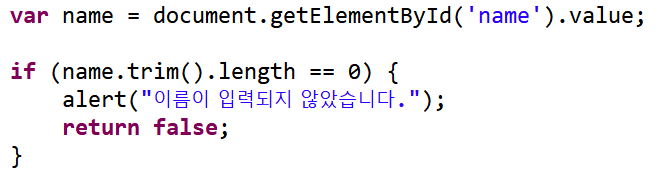 var name = document.getElementById('name').value;
if (name.trim().length == 0) {
alert("이름이 입력되지 않았습니다.");
return false;
}